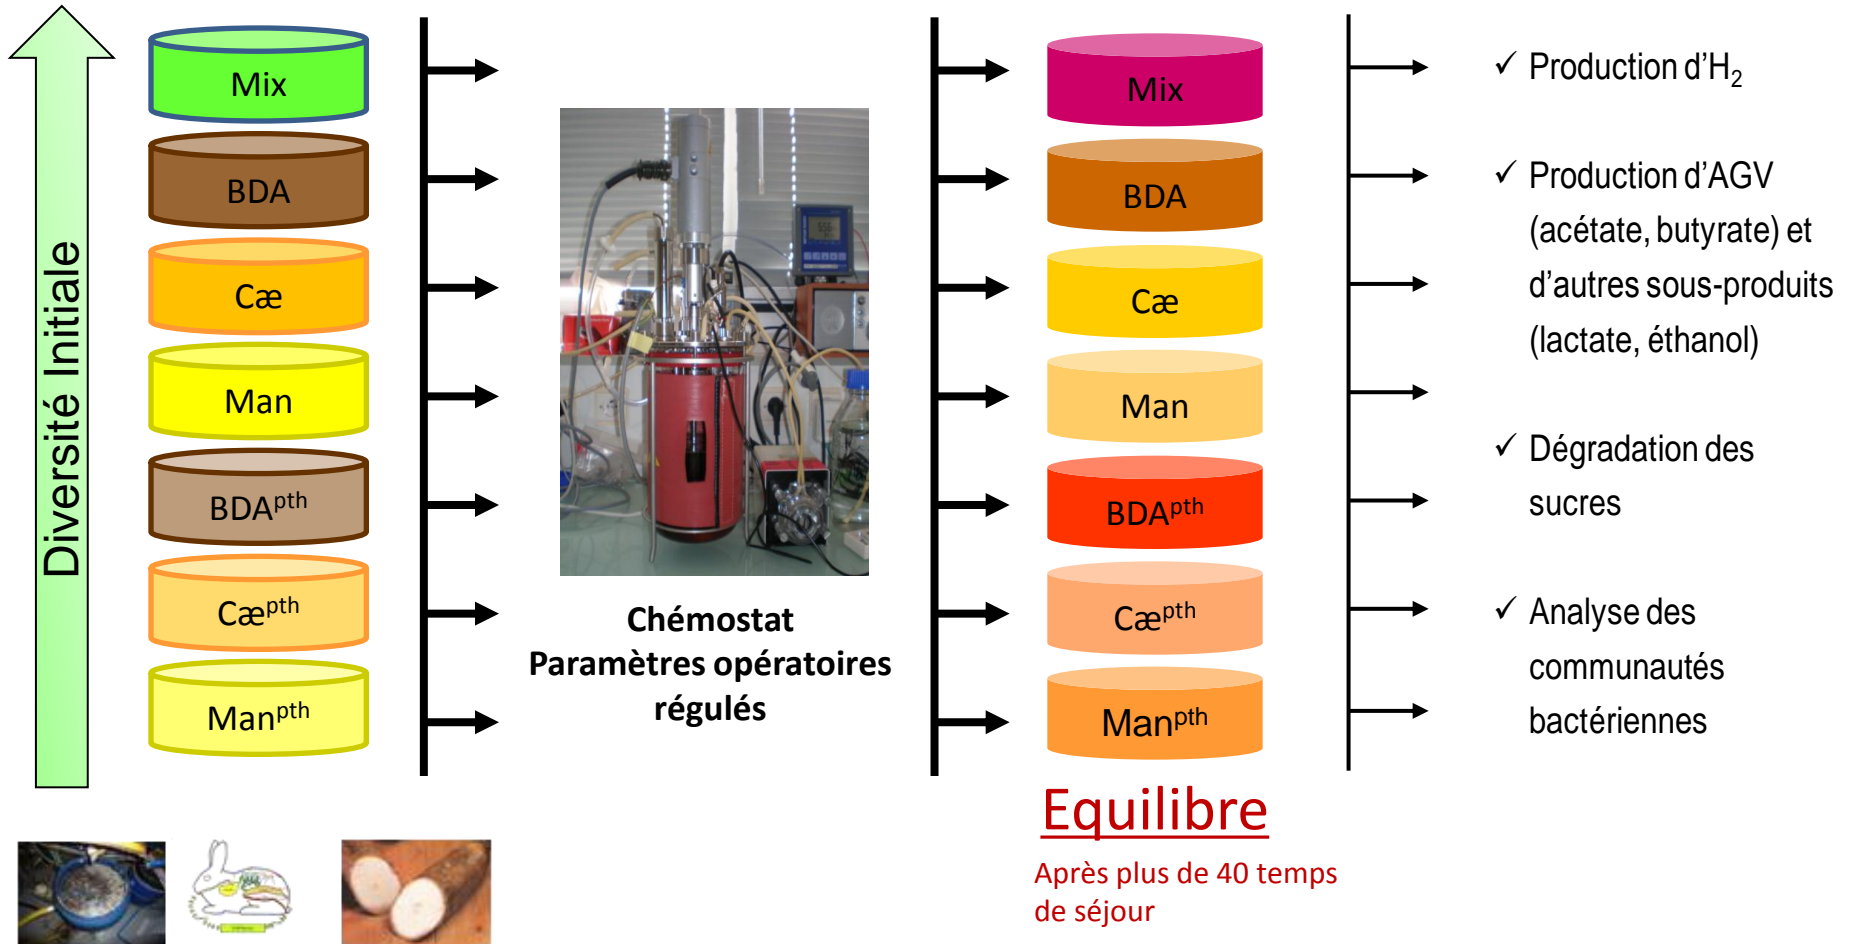 Diversité Initiale
Mix
BDA
Cæ
Man
BDAᵖᵗʰ
Cæᵖᵗʰ
Manᵖᵗʰ
Chémostat
Paramètres opératoires
régulés
Mix
BDA
Cæ
Man
BDAᵖᵗʰ
Cæᵖᵗʰ
Manᵖᵗʰ
Equilibre
Après plus de 40 temps
de séjour
✓ Production d’H₂
✓ Production d’AGV
(acétate, butyrate) et
d’autres sous-produits
(lactate, éthanol)
✓ Dégradation des
sucres
✓ Analyse des
communautés
bactériennes